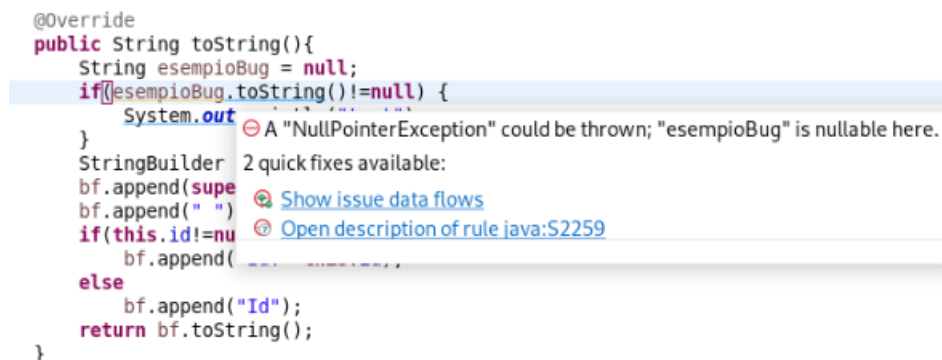 @Override
public String toString(){
String esempioBug = null;
if(esempioBug.toString()!=null) {
System.out
A "NullPointerException" could be thrown; "esempioBug" is nullable here.
}
2 quick fixes available:
StringBuilder
bf.append(supe
Show issue data flows
bf.append(" ")
Open description of rule java:S2259
if(this.id!=nu
bf.append(
else
bf.append("Id");
return bf.toString();
}